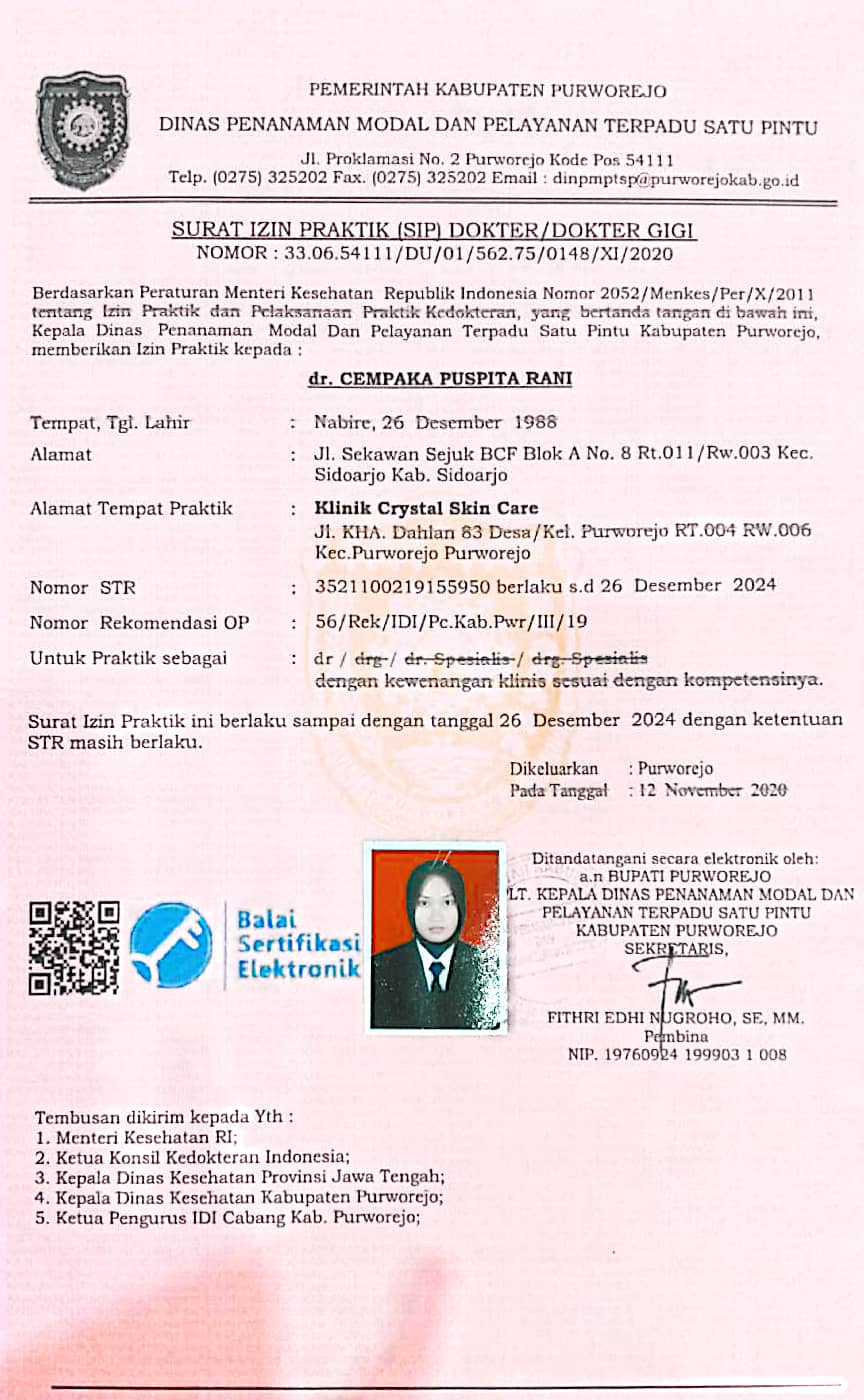 PEMERINTAH KABUPATEN PURWOREJO
DINAS PENANAMAN MODAL DAN PELAYANAN TERPADU SATU PINTU
Jl. Proklamasi No. 2 Purworejo Kode Pos 54111
Telp. (0275) 325202 Fax. (0275) 325202 Email : dinpmptsp@purworejokab.go.id
SURAT IZIN PRAKTIK (SIP) DOKTER/DOKTER GIGI
NOMOR : 33.06.54111/DU/01/562.75/0148/XI/2020
Berdasarkan Peraturan Menteri Kesehatan Republik Indonesia Nomor 2052/Menkes/Per/X/2011
tentang Izin Praktik dan Pelaksanaan Praktik Kedokteran, yang bertanda tangan di bawah ini,
Kepala Dinas Penanaman Modal Dan Pelayanan Terpadu Satu Pintu Kabupaten Purworejo,
memberikan Izin Praktik kepada :
dr. CEMPAKA PUSPITA RANI
Tempat, Tgl. Lahir : Nabire, 26 Desember 1988
Alamat : Jl. Sekawan Sejuk BCF Blok A No. 8 Rt.011/Rw.003 Kec.
Sidoarjo Kab. Sidoarjo
Alamat Tempat Praktik : Klinik Crystal Skin Care
Jl. KHA. Dahlan 83 Desa/Kel. Purworejo RT.004 RW.006
Kec.Purworejo Purworejo
Nomor STR : 3521100219155950 berlaku s.d 26 Desember 2024
Nomor Rekomendasi OP : 56/Rek/IDI/Pc.Kab.Pwr/III/19
Untuk Praktik sebagai : dr / drg / dr. Spesialis / drg. Spesialis
dengan kewenangan klinis sesuai dengan kompetensinya.
Surat Izin Praktik ini berlaku sampai dengan tanggal 26 Desember 2024 dengan ketentuan
STR masih berlaku.
Dikeluarkan : Purworejo
Pada Tanggal : 12 November 2020
Ditandatangani secara elektronik oleh:
a.n BUPATI PURWOREJO
PLT. KEPALA DINAS PENANAMAN MODAL DAN
PELAYANAN TERPADU SATU PINTU
KABUPATEN PURWOREJO
SEKRETARIS,
Balai
Sertifikasi
Elektronik
FITHRI EDHI NUGROHO, SE, MM.
Pembina
NIP. 19760924 199903 1 008
Tembusan dikirim kepada Yth :
1. Menteri Kesehatan RI;
2. Ketua Konsil Kedokteran Indonesia;
3. Kepala Dinas Kesehatan Provinsi Jawa Tengah;
4. Kepala Dinas Kesehatan Kabupaten Purworejo;
5. Ketua Pengurus IDI Cabang Kab. Purworejo;